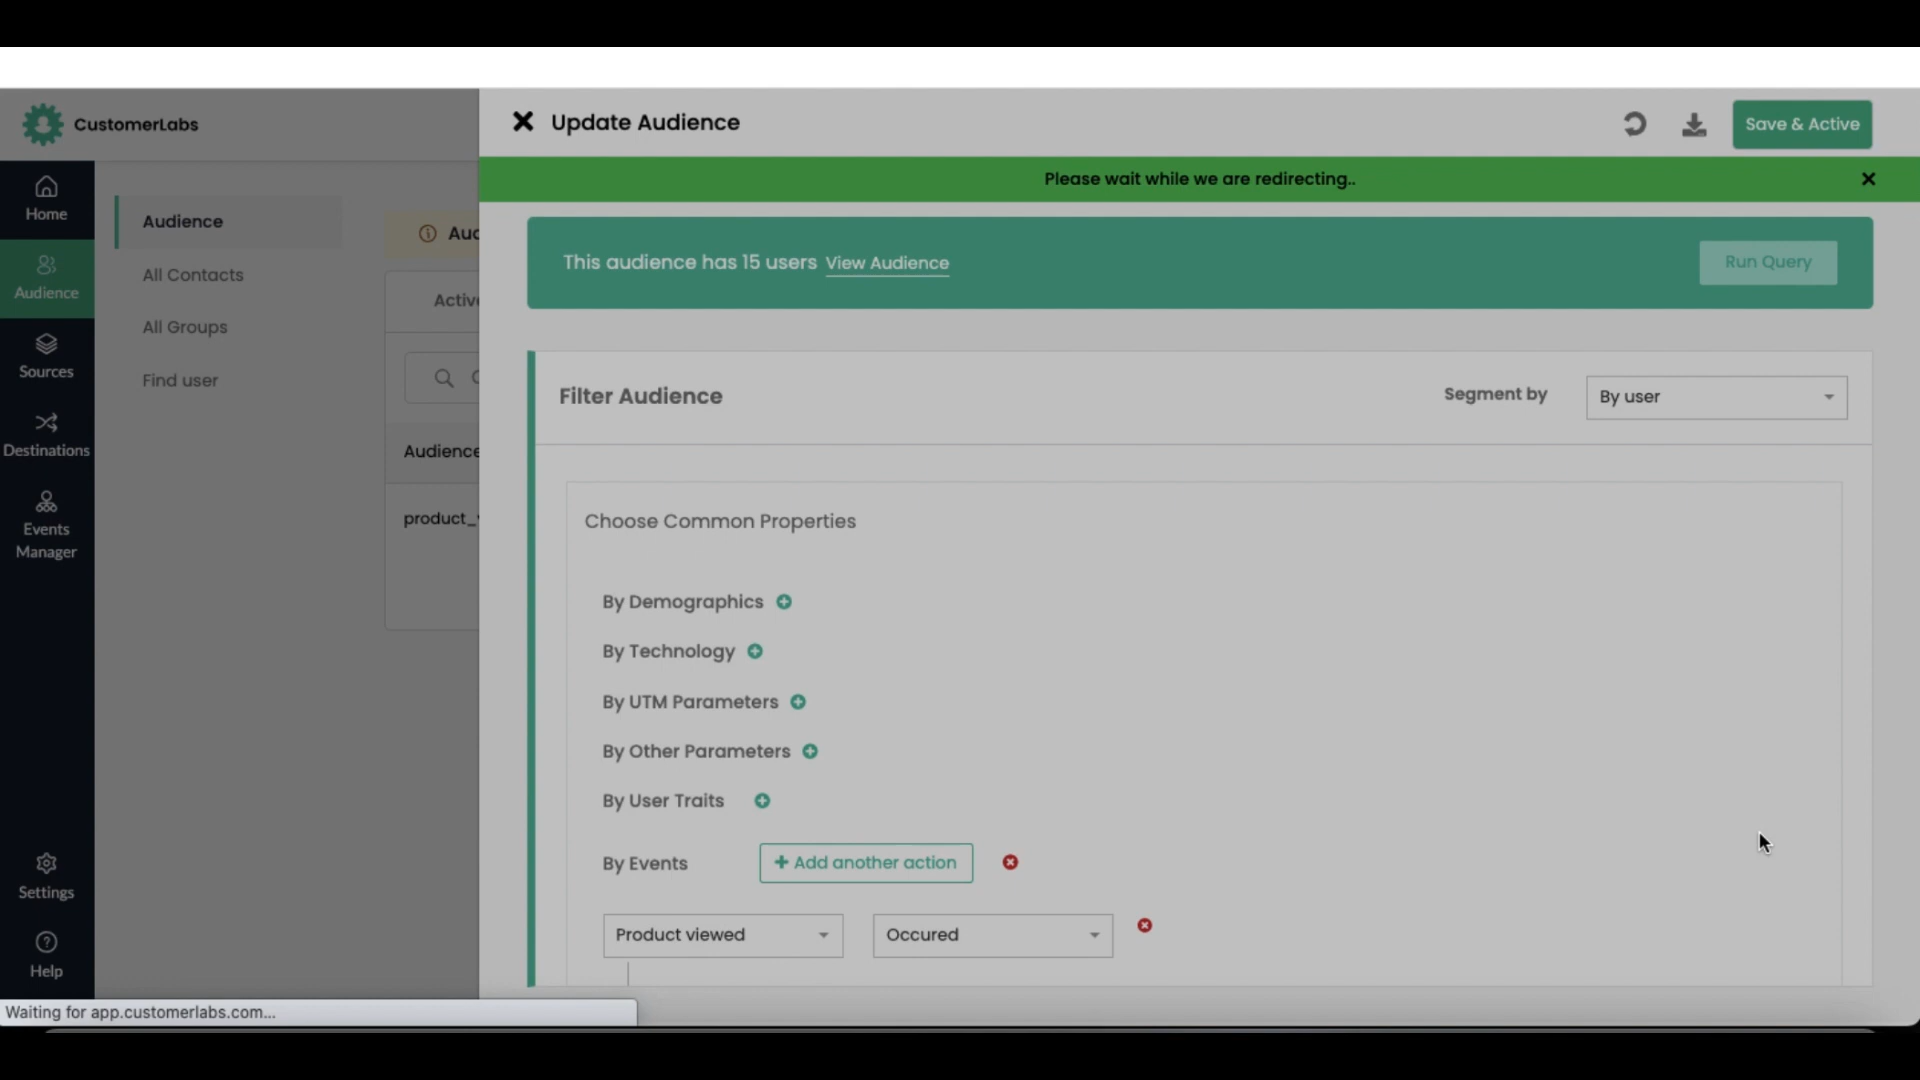 CustomerLabs
Update Audience
Save & Active
Please wait while we are redirecting..
Home
Audience
Sources
Destinations
Events
Manager
Settings
Help
Audience
All Contacts
All Groups
Find user
Audience
product_
This audience has 15 users View Audience
Run Query
Filter Audience
Segment by
By user
Choose Common Properties
By Demographics
By Technology
By UTM Parameters
By Other Parameters
By User Traits
By Events
+ Add another action
Product viewed
Occured
Waiting for app.customerlabs.com...